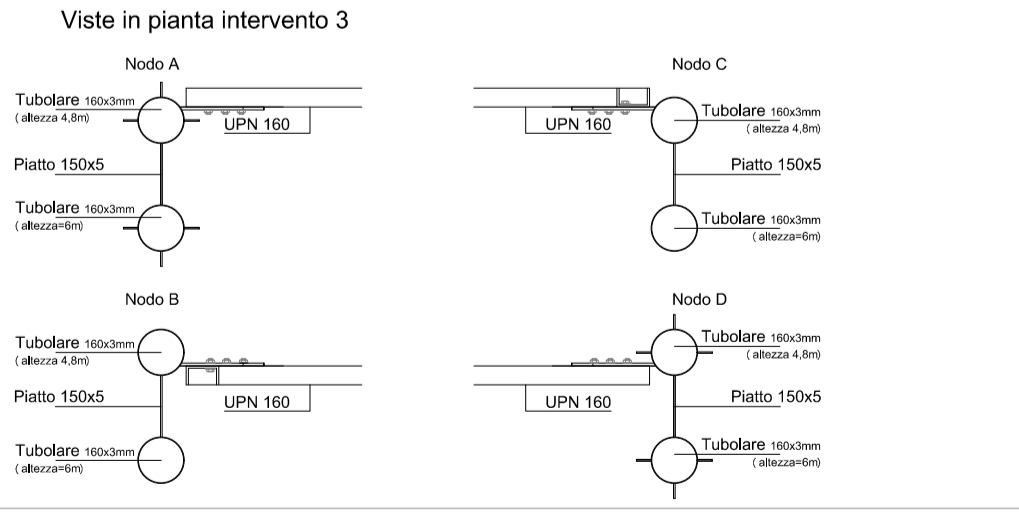 Viste in pianta intervento 3
Nodo A
Tubolare 160x3mm
( altezza 4,8m)
UPN 160
Piatto 150x5
Tubolare 160x3mm
( altezza=6m)
Nodo C
UPN 160
Tubolare 160x3mm
( altezza 4,8m)
Piatto 150x5
Tubolare 160x3mm
( altezza=6m)
Nodo B
Tubolare 160x3mm
( altezza 4,8m)
Piatto 150x5
UPN 160
Tubolare 160x3mm
( altezza=6m)
Nodo D
Tubolare 160x3mm
( altezza 4,8m)
UPN 160
Piatto 150x5
Tubolare 160x3mm
( altezza=6m)